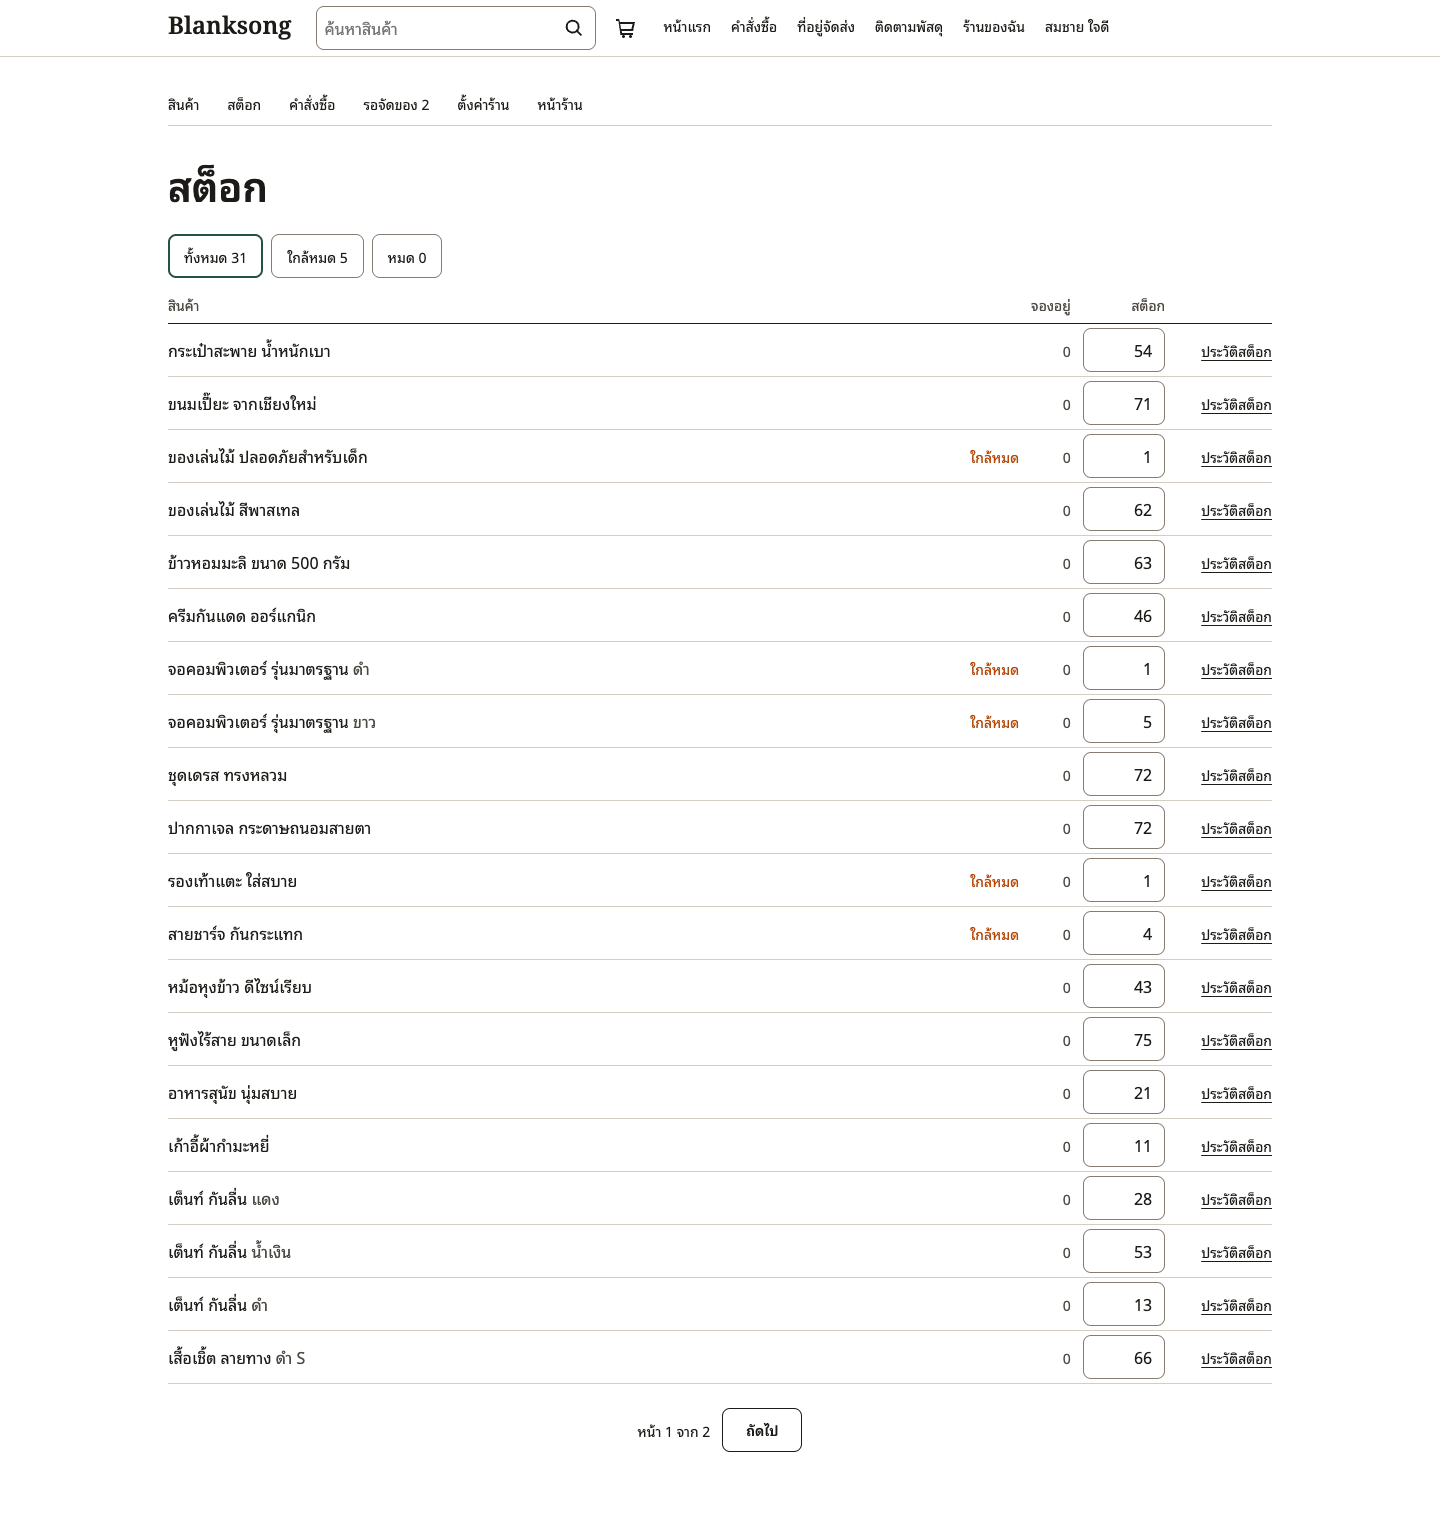 Blanksong ค้นหาสินค้า หน้าแรก คำสั่งซื้อ ที่อยู่จัดส่ง ติดตามพัสดุ ร้านของฉัน สมชาย ใจดี
สินค้า สต็อก คำสั่งซื้อ รอจัดของ 2 ตั้งค่าร้าน หน้าร้าน
สต็อก
ทั้งหมด 31 ใกล้หมด 5 หมด 0
สินค้า จองอยู่ สต็อก
กระเป๋าสะพาย น้ำหนักเบา 0 54 ประวัติสต็อก
ขนมเปี๊ยะ จากเชียงใหม่ 0 71 ประวัติสต็อก
ของเล่นไม้ ปลอดภัยสำหรับเด็ก ใกล้หมด 0 1 ประวัติสต็อก
ของเล่นไม้ สีพาสเทล 0 62 ประวัติสต็อก
ข้าวหอมมะลิ ขนาด 500 กรัม 0 63 ประวัติสต็อก
ครีมกันแดด ออร์แกนิก 0 46 ประวัติสต็อก
จอคอมพิวเตอร์ รุ่นมาตรฐาน ดำ ใกล้หมด 0 1 ประวัติสต็อก
จอคอมพิวเตอร์ รุ่นมาตรฐาน ขาว ใกล้หมด 0 5 ประวัติสต็อก
ชุดเดรส ทรงหลวม 0 72 ประวัติสต็อก
ปากกาเจล กระดาษถนอมสายตา 0 72 ประวัติสต็อก
รองเท้าแตะ ใส่สบาย ใกล้หมด 0 1 ประวัติสต็อก
สายชาร์จ กันกระแทก ใกล้หมด 0 4 ประวัติสต็อก
หม้อหุงข้าว ดีไซน์เรียบ 0 43 ประวัติสต็อก
หูฟังไร้สาย ขนาดเล็ก 0 75 ประวัติสต็อก
อาหารสุนัข นุ่มสบาย 0 21 ประวัติสต็อก
เก้าอี้ผ้ากำมะหยี่ 0 11 ประวัติสต็อก
เต็นท์ กันลื่น แดง 0 28 ประวัติสต็อก
เต็นท์ กันลื่น น้ำเงิน 0 53 ประวัติสต็อก
เต็นท์ กันลื่น ดำ 0 13 ประวัติสต็อก
เสื้อเชิ้ต ลายทาง ดำ S 0 66 ประวัติสต็อก
หน้า 1 จาก 2 ถัดไป